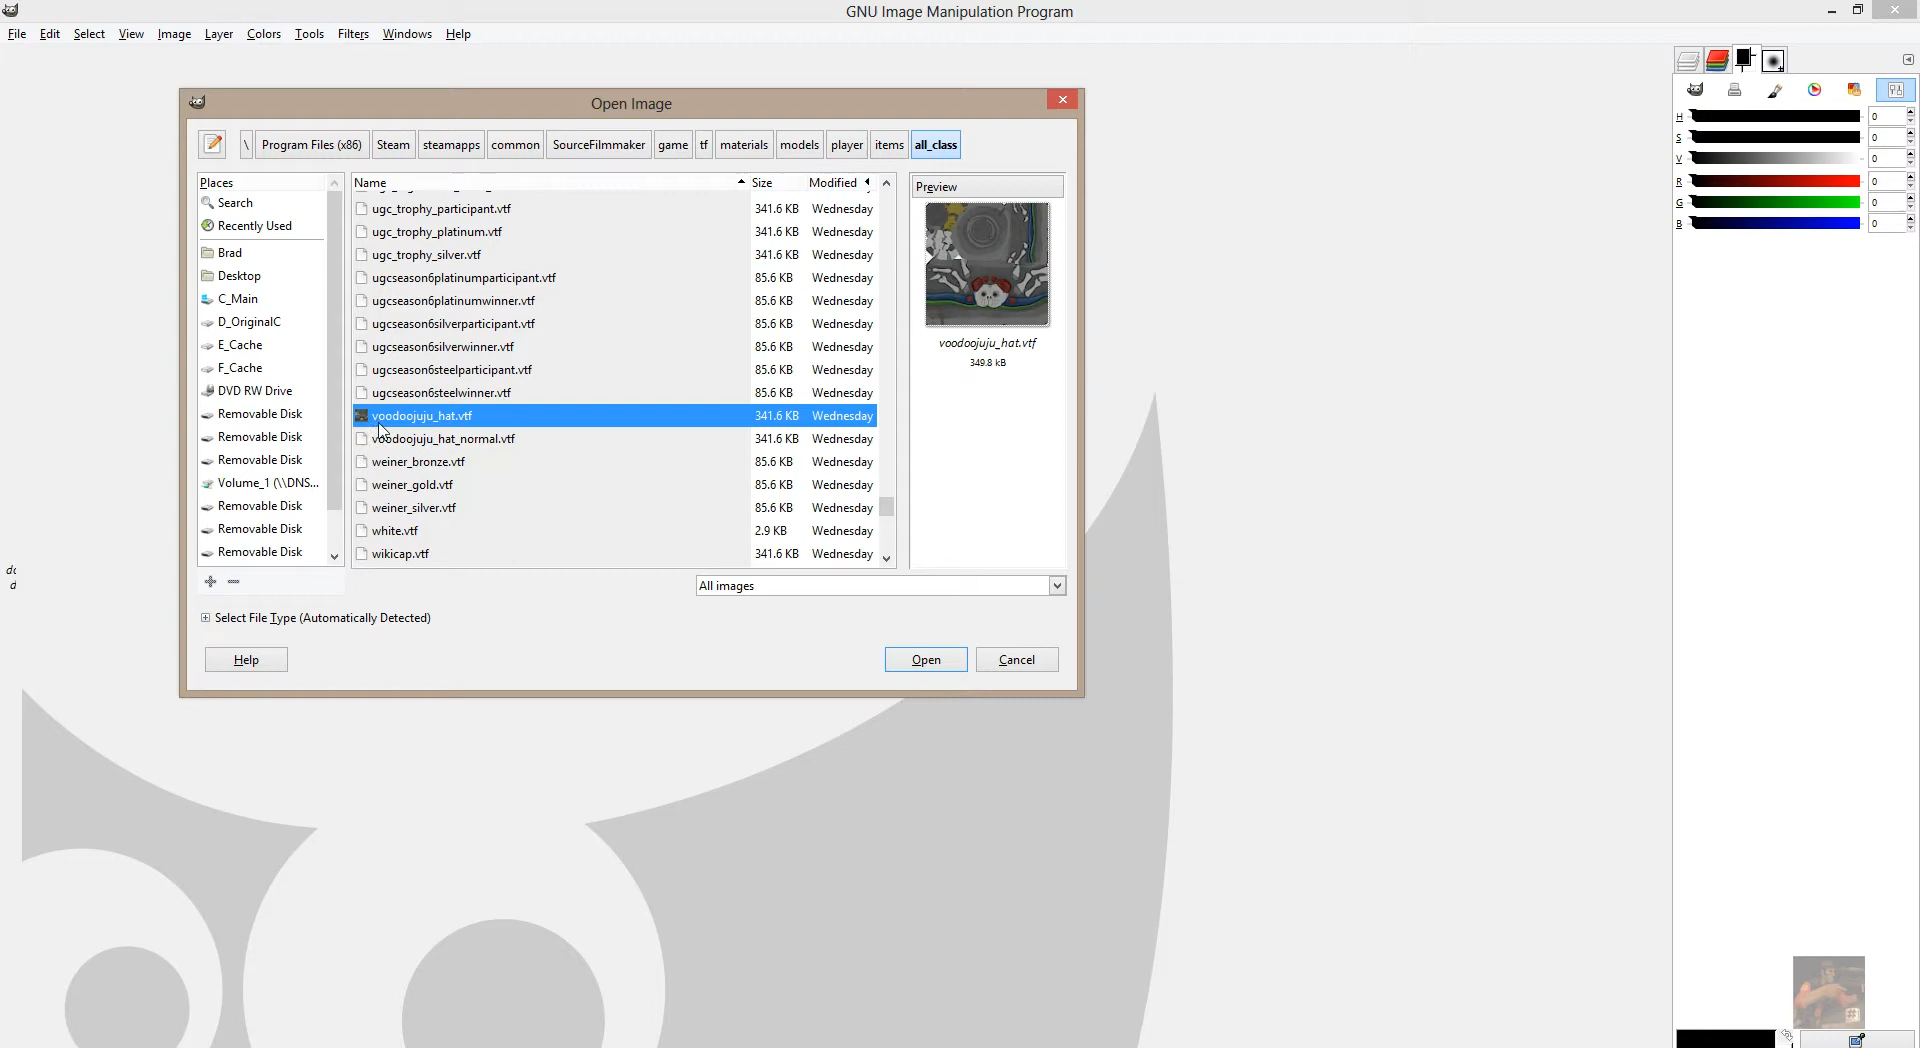 GNU Image Manipulation Program
File Edit Select View Image Layer Colors Tools Filters Windows Help
Open Image
\ Program Files (x86) Steam steamapps common SourceFilmmaker game tf materials models player items all_class
Places
Search
Recently Used
Brad
Desktop
C_Main
D_OriginalC
E_Cache
F_Cache
DVD RW Drive
Removable Disk
Removable Disk
Removable Disk
Volume_1 (\\DNS...
Removable Disk
Removable Disk
Removable Disk
Name Size Modified
ugc_trophy_participant.vtf 341.6 KB Wednesday
ugc_trophy_platinum.vtf 341.6 KB Wednesday
ugc_trophy_silver.vtf 341.6 KB Wednesday
ugcseason6platinumparticipant.vtf 85.6 KB Wednesday
ugcseason6platinumwinner.vtf 85.6 KB Wednesday
ugcseason6silverparticipant.vtf 85.6 KB Wednesday
ugcseason6silverwinner.vtf 85.6 KB Wednesday
ugcseason6steelparticipant.vtf 85.6 KB Wednesday
ugcseason6steelwinner.vtf 85.6 KB Wednesday
voodoojuju_hat.vtf 341.6 KB Wednesday
voodoojuju_hat_normal.vtf 341.6 KB Wednesday
weiner_bronze.vtf 85.6 KB Wednesday
weiner_gold.vtf 85.6 KB Wednesday
weiner_silver.vtf 85.6 KB Wednesday
white.vtf 2.9 KB Wednesday
wikicap.vtf 341.6 KB Wednesday
Preview
voodoojuju_hat.vtf
349.8 kB
All images
Select File Type (Automatically Detected)
Help Open Cancel
H 0
S 0
V 0
R 0
G 0
B 0